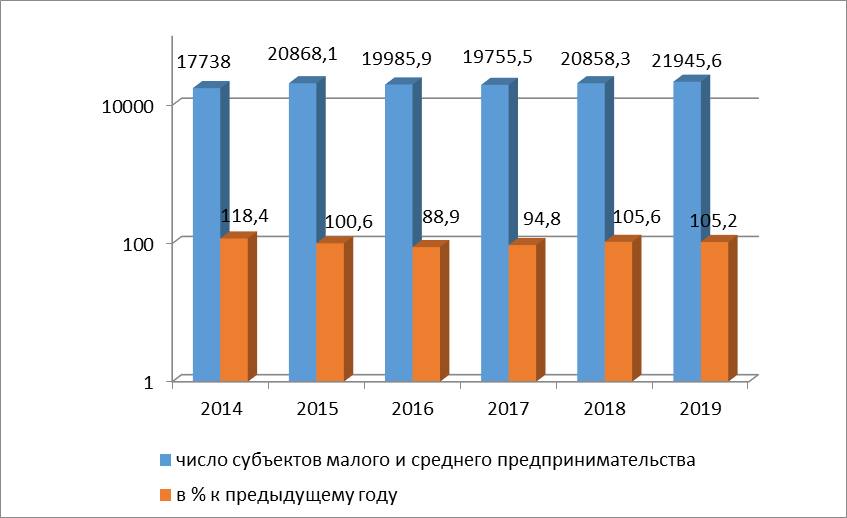 17738 20868,1 19985,9 19755,5 20858,3 21945,6
10000
118,4 100,6 88,9 94,8 105,6 105,2
100
1
2014 2015 2016 2017 2018 2019
число субъектов малого и среднего предпринимательства
в % к предыдущему году